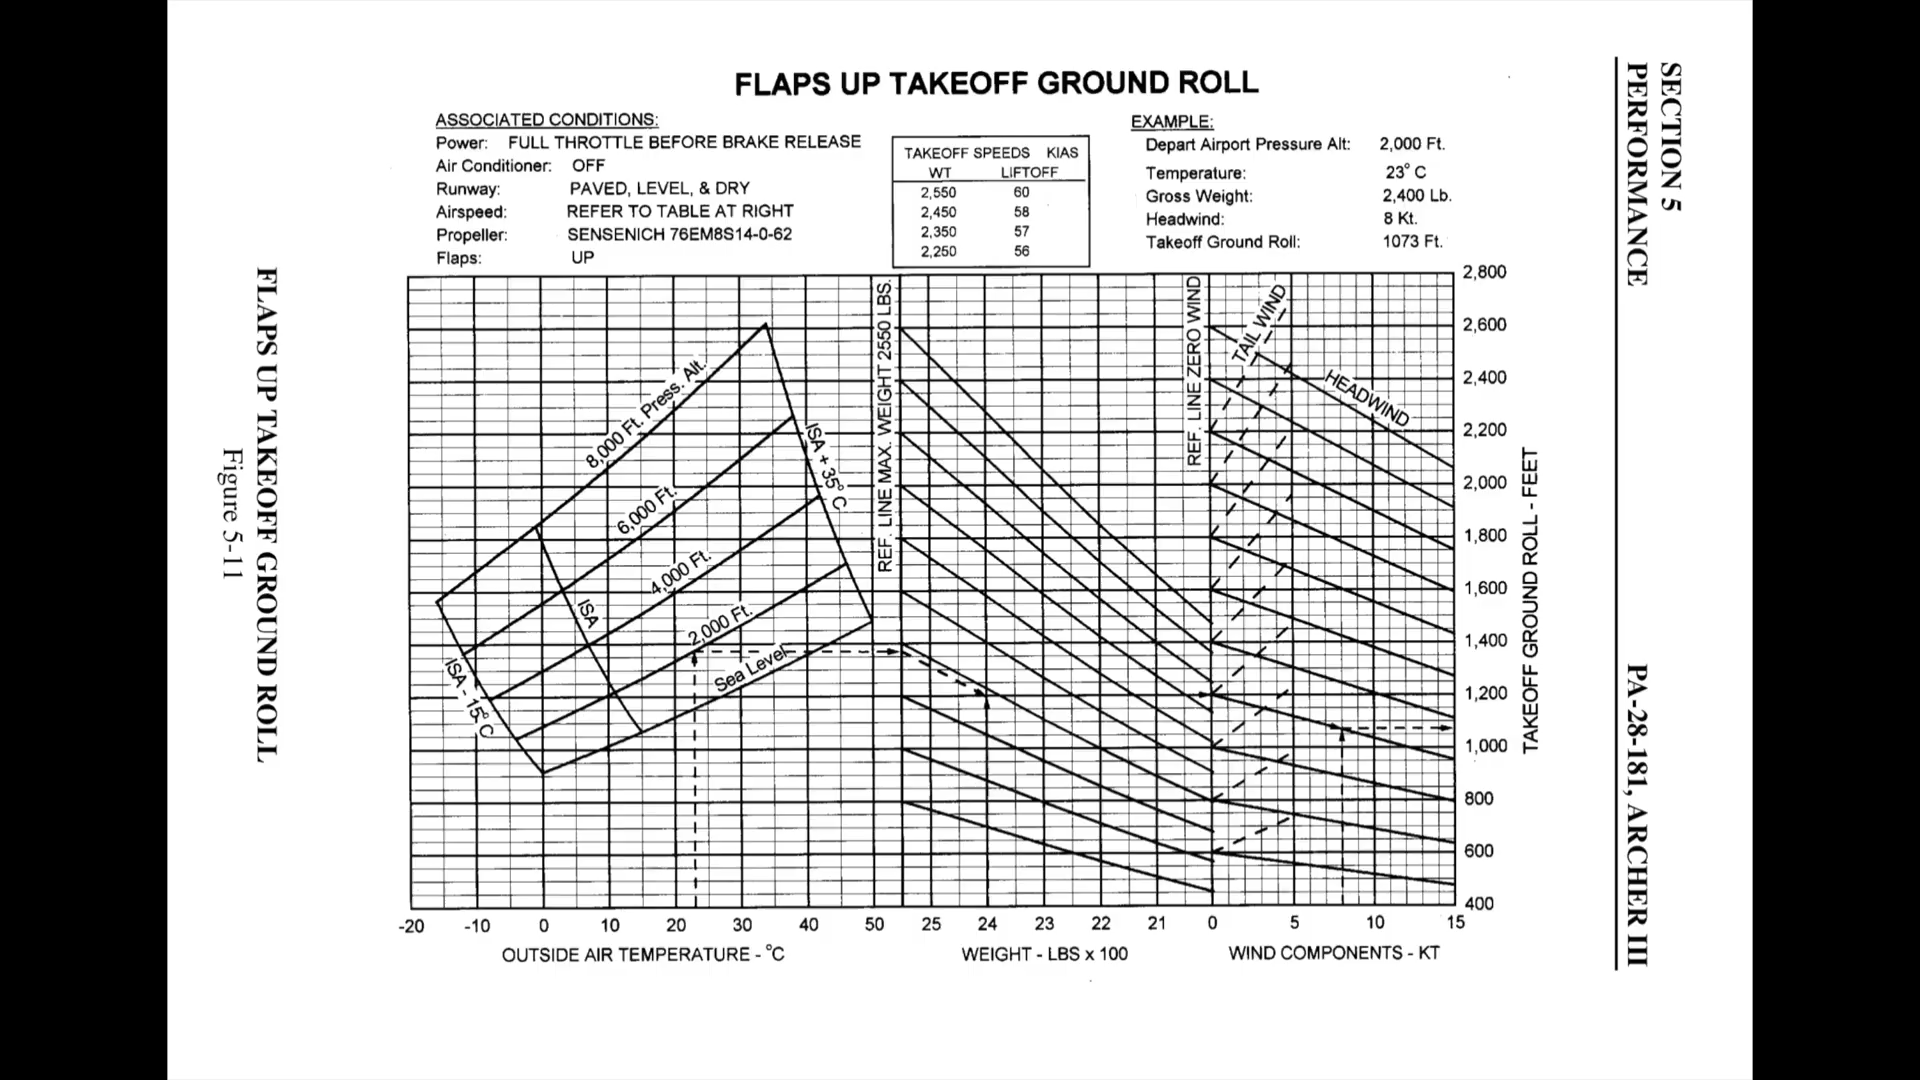 SECTION 5
PERFORMANCE
PA-28-181, ARCHER III
FLAPS UP TAKEOFF GROUND ROLL
ASSOCIATED CONDITIONS:
Power: FULL THROTTLE BEFORE BRAKE RELEASE
Air Conditioner: OFF
Runway: PAVED, LEVEL, & DRY
Airspeed: REFER TO TABLE AT RIGHT
Propeller: SENSENICH 76EM8S14-0-62
Flaps: UP
TAKEOFF SPEEDS KIAS
WT LIFTOFF
2,550 60
2,450 58
2,350 57
2,250 56
EXAMPLE:
Depart Airport Pressure Alt: 2,000 Ft.
Temperature: 23° C
Gross Weight: 2,400 Lb.
Headwind: 8 Kt.
Takeoff Ground Roll: 1073 Ft.
8,000 Ft. Press. Alt.
6,000 Ft.
4,000 Ft.
2,000 Ft.
Sea Level
ISA
ISA - 15° C
ISA + 35° C
REF. LINE MAX. WEIGHT 2550 LBS.
REF. LINE ZERO WIND
TAIL WIND
HEADWIND
2,800
2,600
2,400
2,200
2,000
1,800
1,600
1,400
1,200
1,000
800
600
400
TAKEOFF GROUND ROLL - FEET
-20 -10 0 10 20 30 40 50 25 24 23 22 21 0 5 10 15
OUTSIDE AIR TEMPERATURE - °C
WEIGHT - LBS x 100
WIND COMPONENTS - KT
FLAPS UP TAKEOFF GROUND ROLL
Figure 5-11